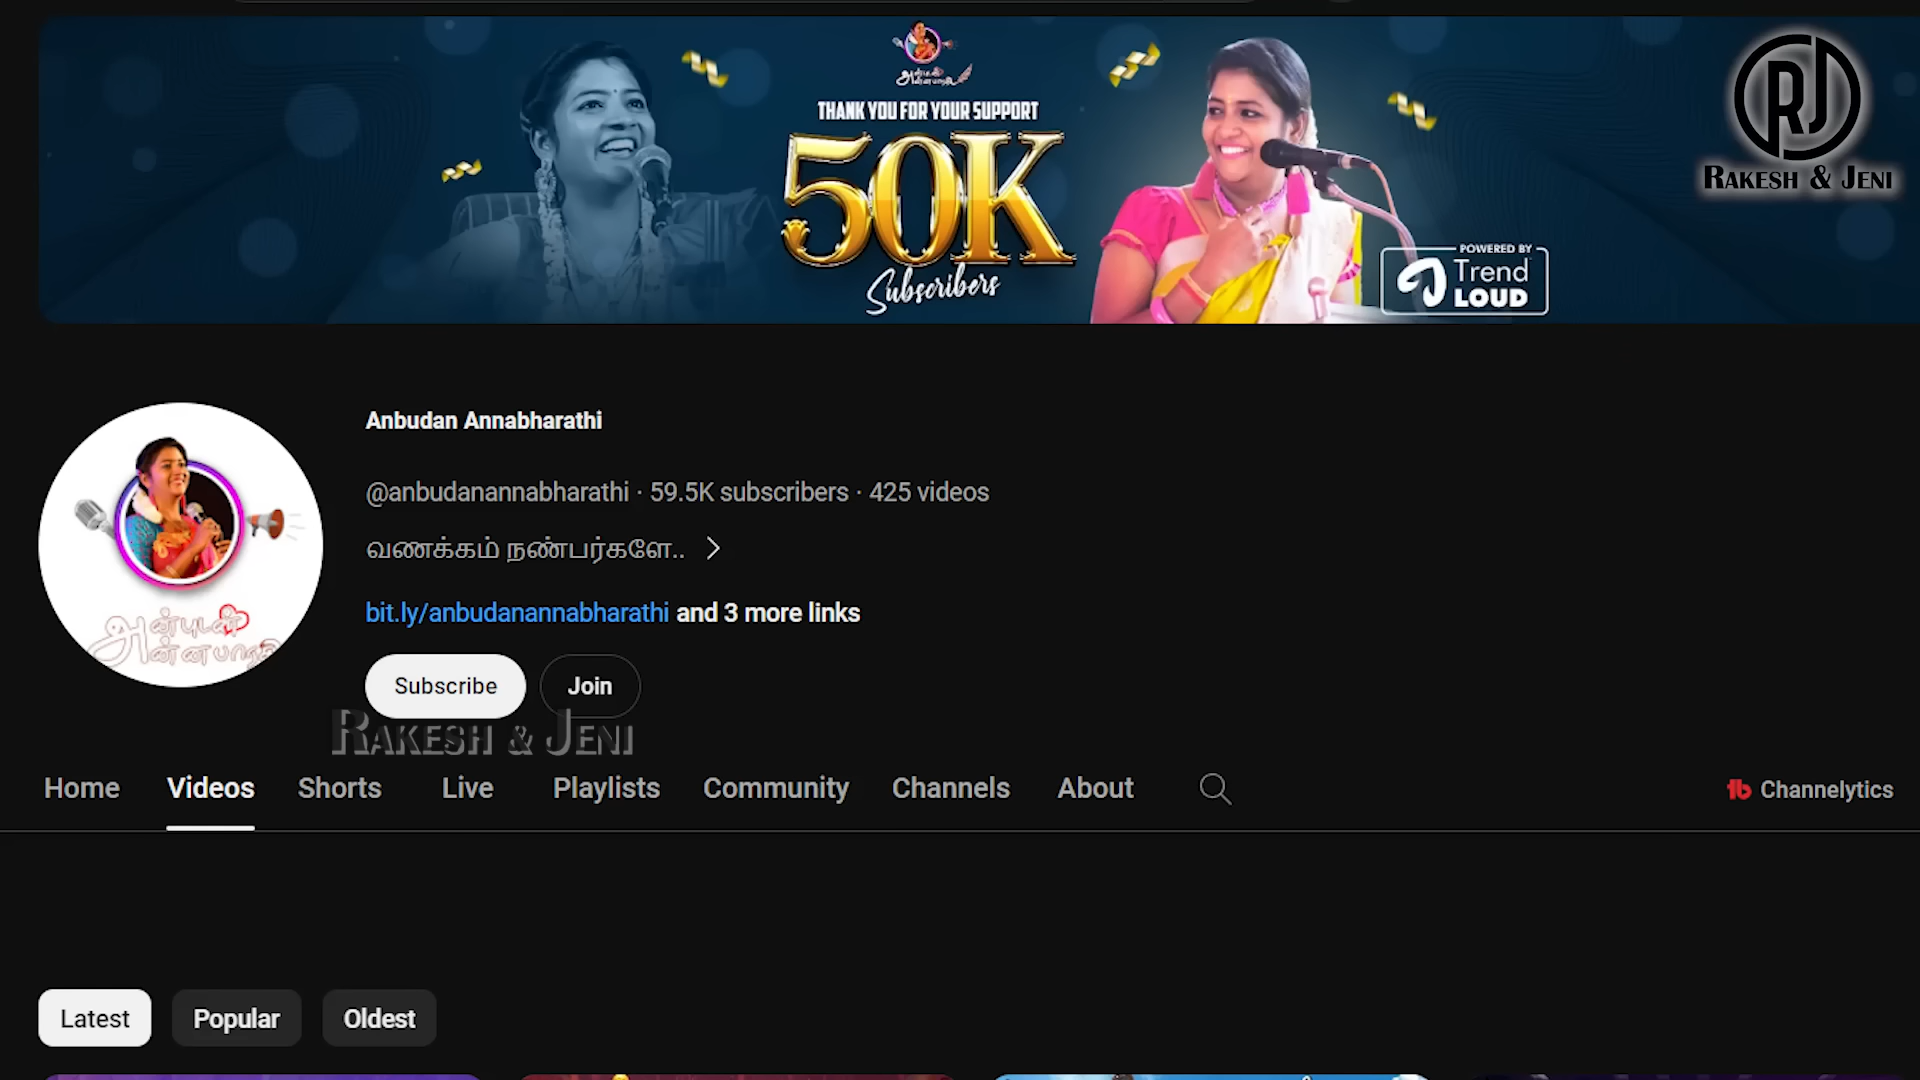 THANK YOU FOR YOUR SUPPORT
50K
Subscribers
POWERED BY
Trend
LOUD
RJ
RAKESH & JENI
Anbudan Annabharathi
@anbudanannabharathi · 59.5K subscribers · 425 videos
வணக்கம் நண்பர்களே..
bit.ly/anbudanannabharathi and 3 more links
அன்புடன்
Subscribe Join
RAKESH & JENI
Home Videos Shorts Live Playlists Community Channels About
Channelytics
Latest Popular Oldest